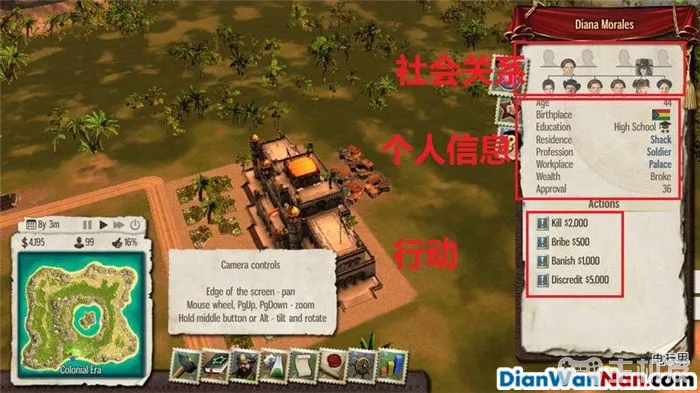 Diana Morales
社会关系
Age 44
Birthplace
个人信息
Education High School
Residence Shack
Profession Soldier
Workplace Palace
Wealth Broke
Approval 36
Actions
Kill $2,000
行动
Bribe $500
Banish $1,000
Discredit $5,000
8y 3m
$4,195 99 16%
Camera controls
Edge of the screen - pan
Mouse wheel, PgUp, PgDown - zoom
Hold middle button or Alt - tilt and rotate
Colonial Era
DianWanNan.com